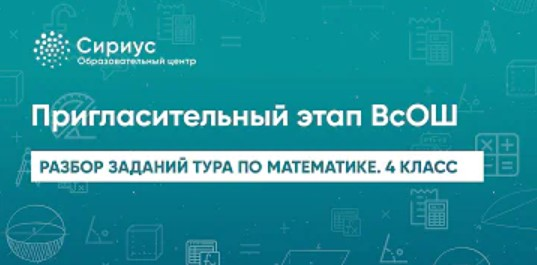 Сириус
Образовательный центр
Пригласительный этап ВсОШ
РАЗБОР ЗАДАНИЙ ТУРА ПО МАТЕМАТИКЕ. 4 КЛАСС